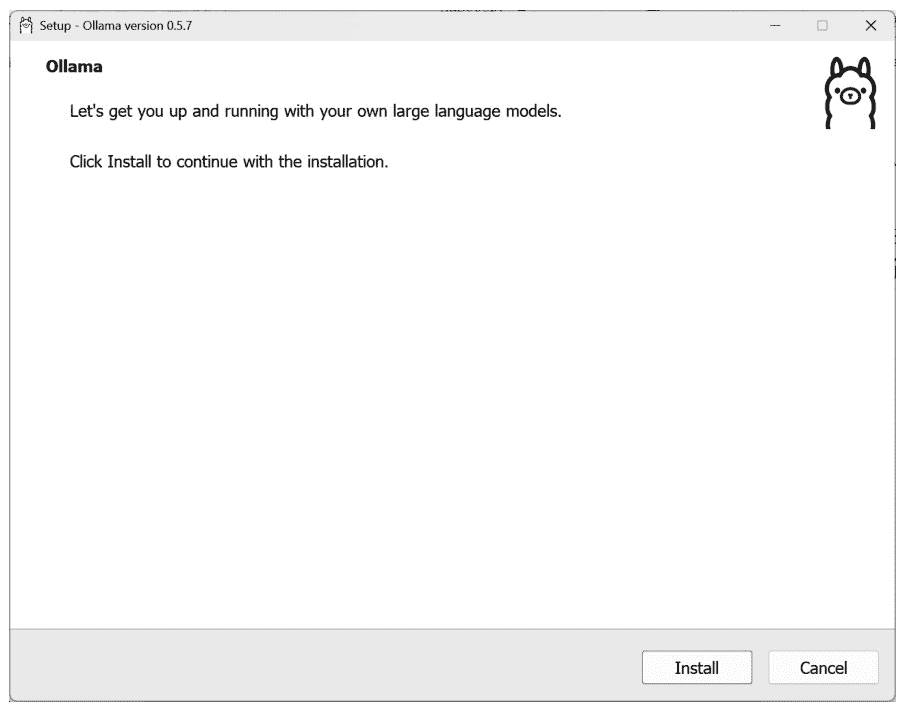 Setup - Ollama version 0.5.7
Ollama
Let's get you up and running with your own large language models.
Click Install to continue with the installation.
Install
Cancel